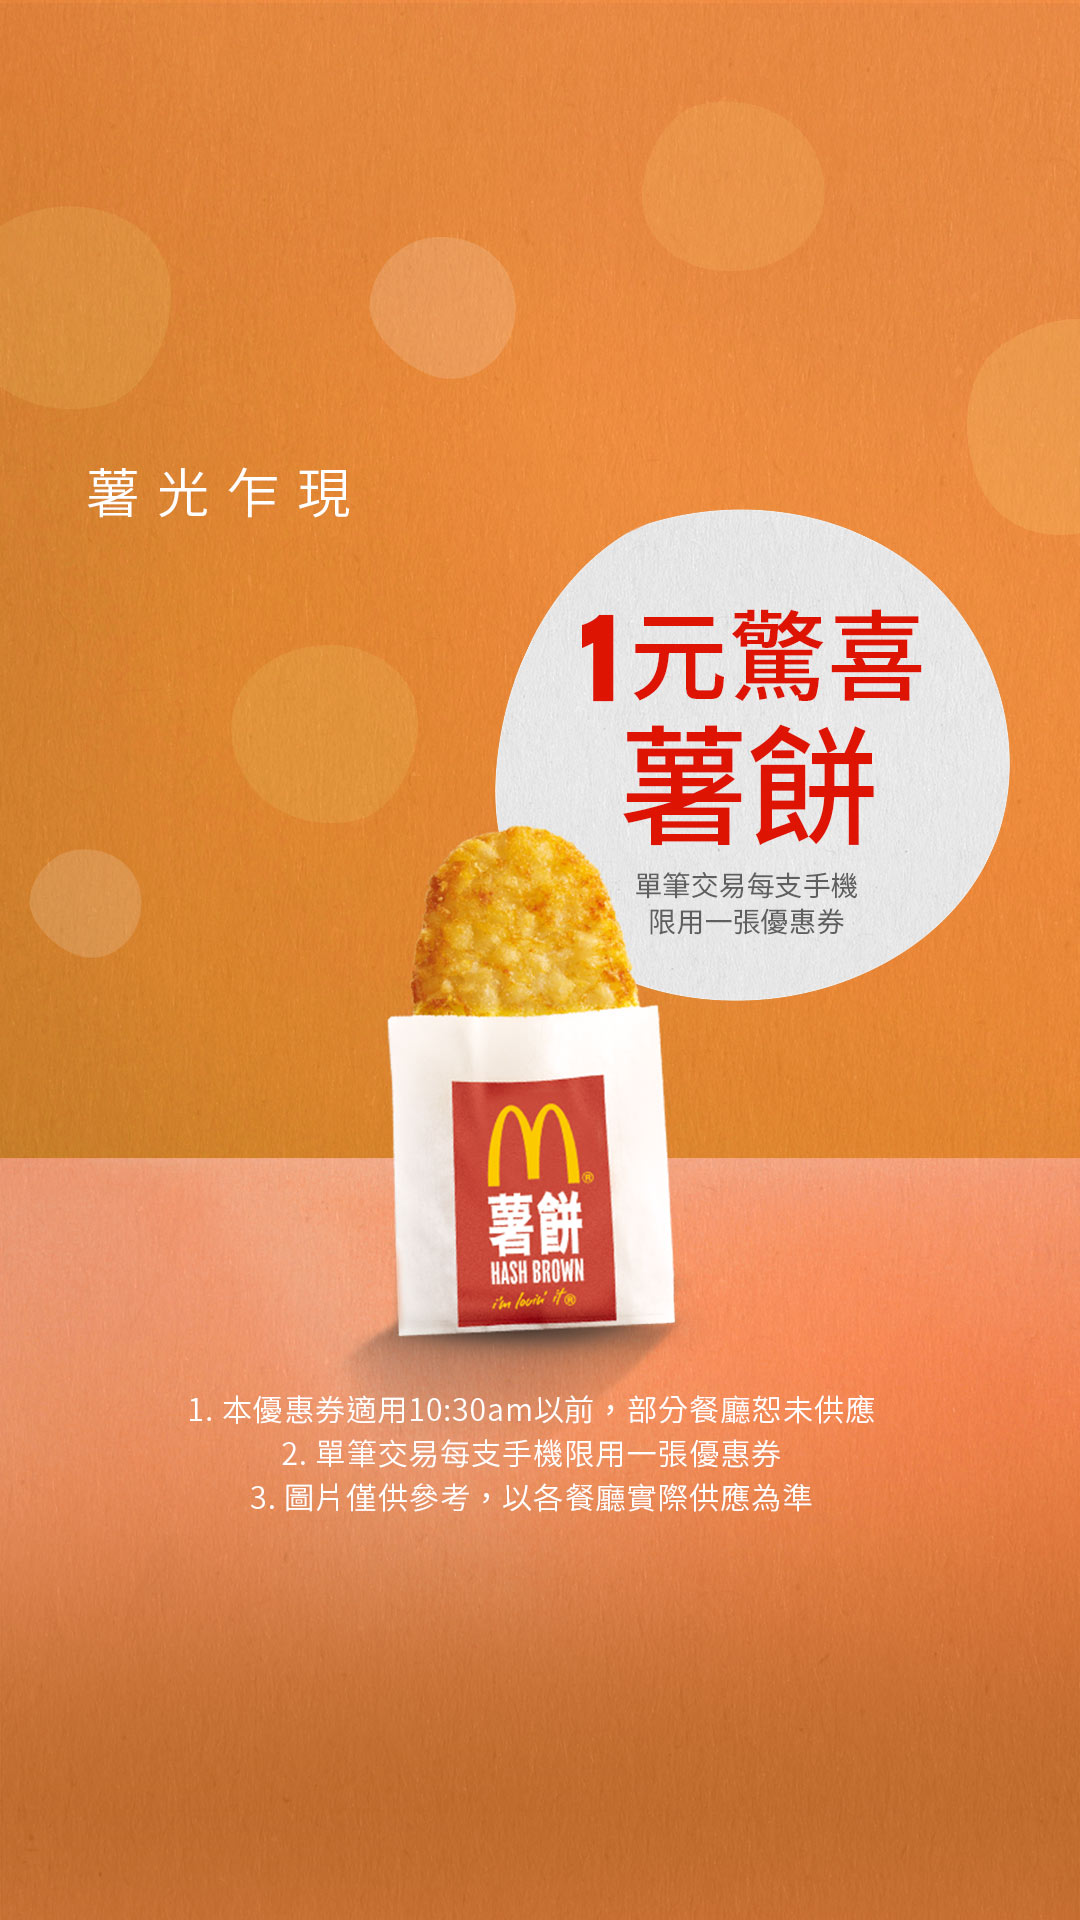 薯光乍現
1元驚喜
薯餅
單筆交易每支手機
限用一張優惠券
薯餅
HASH BROWN
i'm lovin' it®
1. 本優惠券適用10:30am以前，部分餐廳恕未供應
2. 單筆交易每支手機限用一張優惠券
3. 圖片僅供參考，以各餐廳實際供應為準